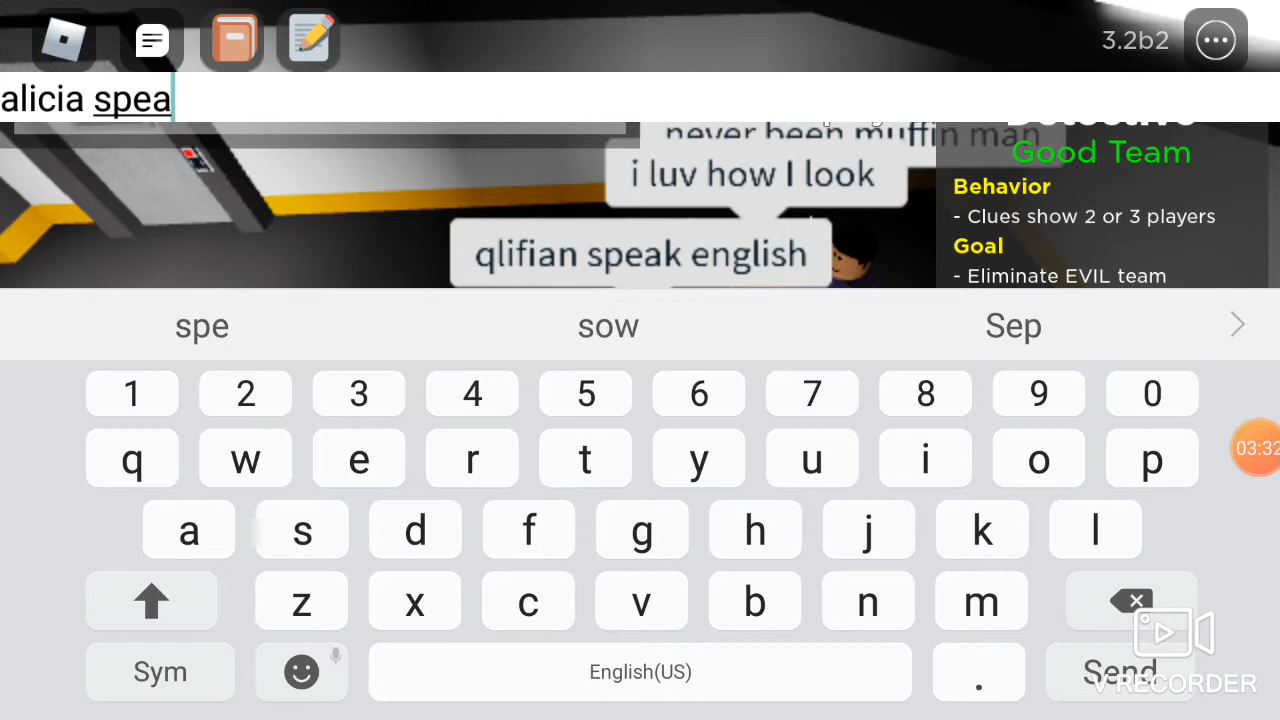 3.2b2
alicia spea
never been muffin man
i luv how I look
qlifian speak english
Detective
Good Team
Behavior
- Clues show 2 or 3 players
Goal
- Eliminate EVIL team
spe sow Sep
1 2 3 4 5 6 7 8 9 0
q w e r t y u i o p
03:32
a s d f g h j k l
z x c v b n m
Sym English(US) . Send
V RECORDER